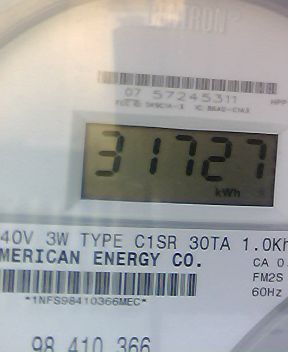 07 57245311
31727
kWh
40V 3W TYPE C1SR 30TA 1.0Kh
MERICAN ENERGY CO.
CA 0.
FM2S
60Hz
*1NFS98410366MEC*
98 410 366